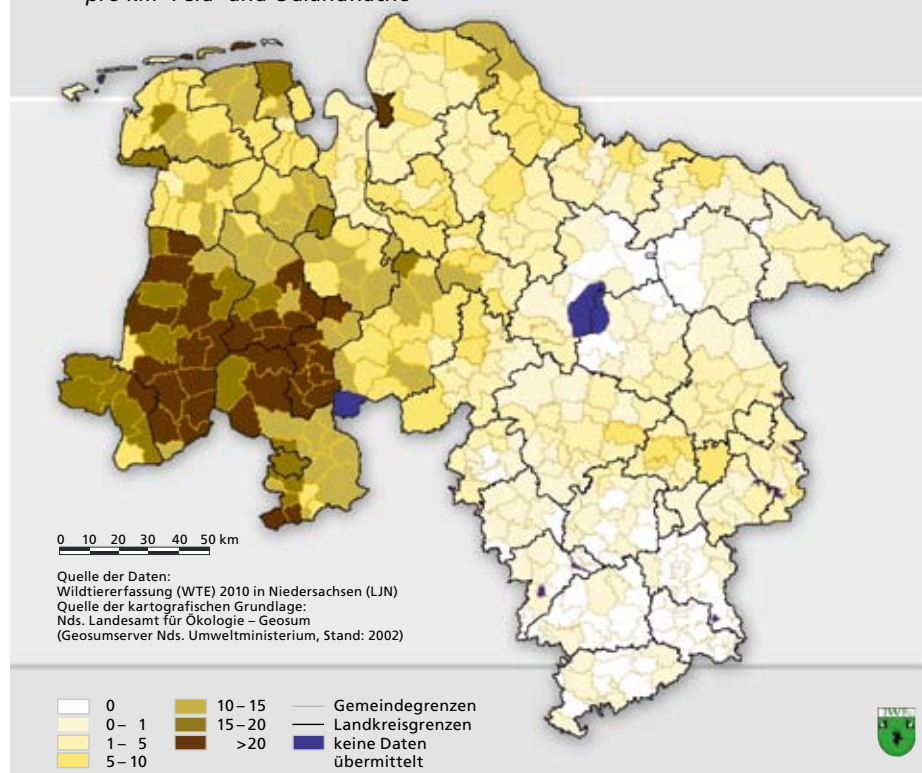 pro km² Feld- und Gaianbläche
0 10 20 30 40 50 km
Quelle der Daten:
Wildtiererfassung (WTE) 2010 in Niedersachsen (LJN)
Quelle der kartografischen Grundlage:
Nds. Landesamt für Ökologie – Geosum
(Geosumserver Nds. Umweltministerium, Stand: 2002)
0
0 – 1
1 – 5
5 – 10
10 – 15
15 – 20
>20
Gemeindegrenzen
Landkreisgrenzen
keine Daten
übermittelt